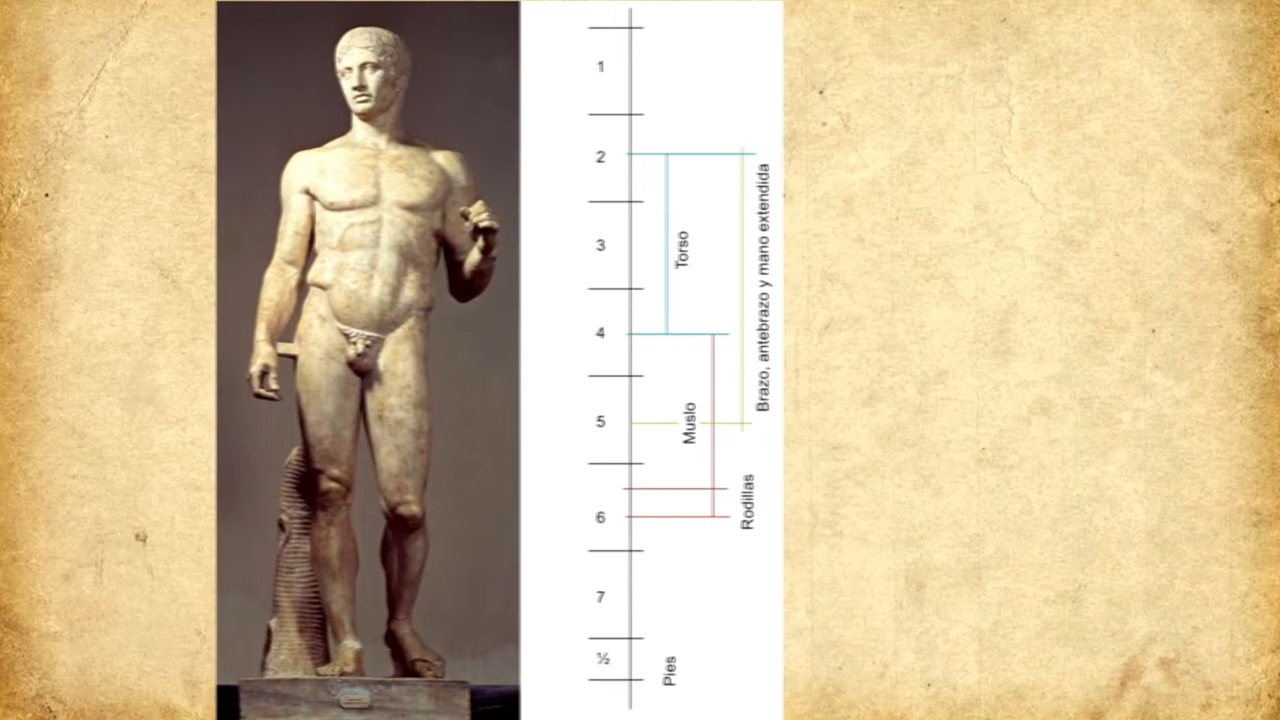 1
2
3
4
5
6
7
½
Torso
Brazo, antebrazo y mano extendida
Muslo
Rodillas
Pies